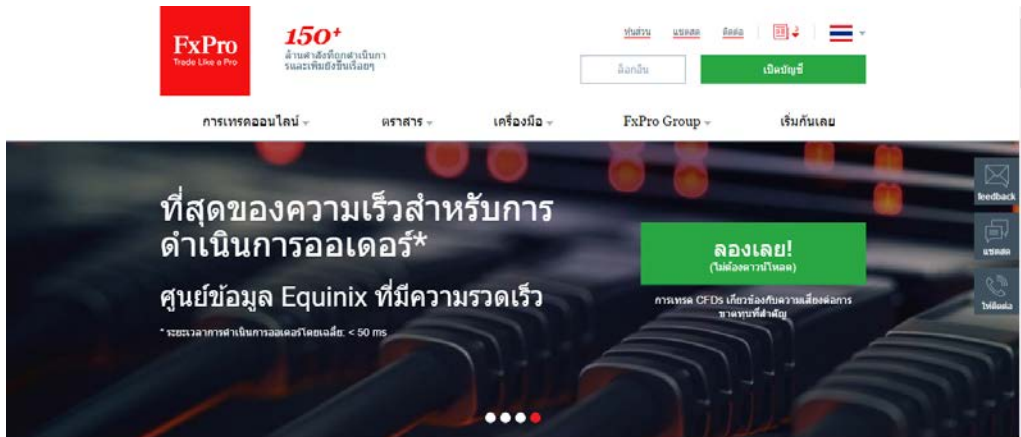 FxPro
Trade Like a Pro
150+
ล้านคำสั่งที่ถูกดำเนินกา
รและเพิ่มยิ่งขึ้นเรื่อยๆ
หุ้นส่วน แชตสด ติดต่อ
ล็อกอิน เปิดบัญชี
การเทรดออนไลน์ ตราสาร เครื่องมือ FxPro Group เริ่มกันเลย
ที่สุดของความเร็วสำหรับการ
ดำเนินการออเดอร์*
ศูนย์ข้อมูล Equinix ที่มีความรวดเร็ว
* ระยะเวลาการดำเนินการออเดอร์โดยเฉลี่ย: < 50 ms
ลองเลย!
(ไม่ต้องดาวน์โหลด)
การเทรด CFDs เกี่ยวข้องกับความเสี่ยงต่อการ
ขาดทุนที่สำคัญ
feedback
แชตสด
ให้ติดต่อ